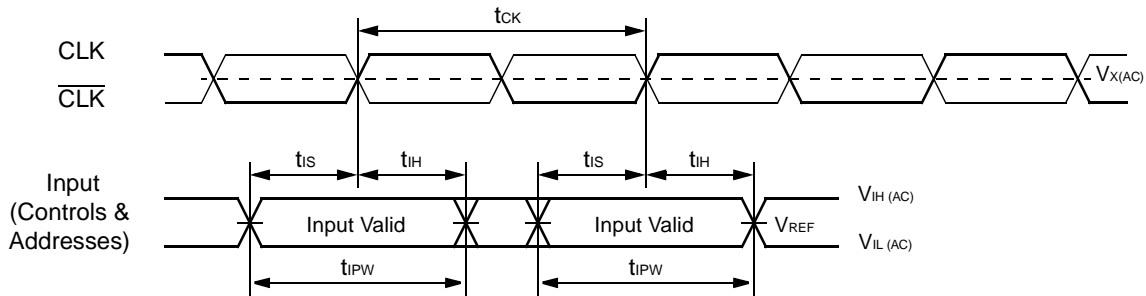 tCK
CLK
CLK
VX(AC)
tIS
tIH
tIS
tIH
Input
(Controls &
Addresses)
Input Valid
Input Valid
VIH (AC)
VREF
VIL (AC)
tIPW
tIPW